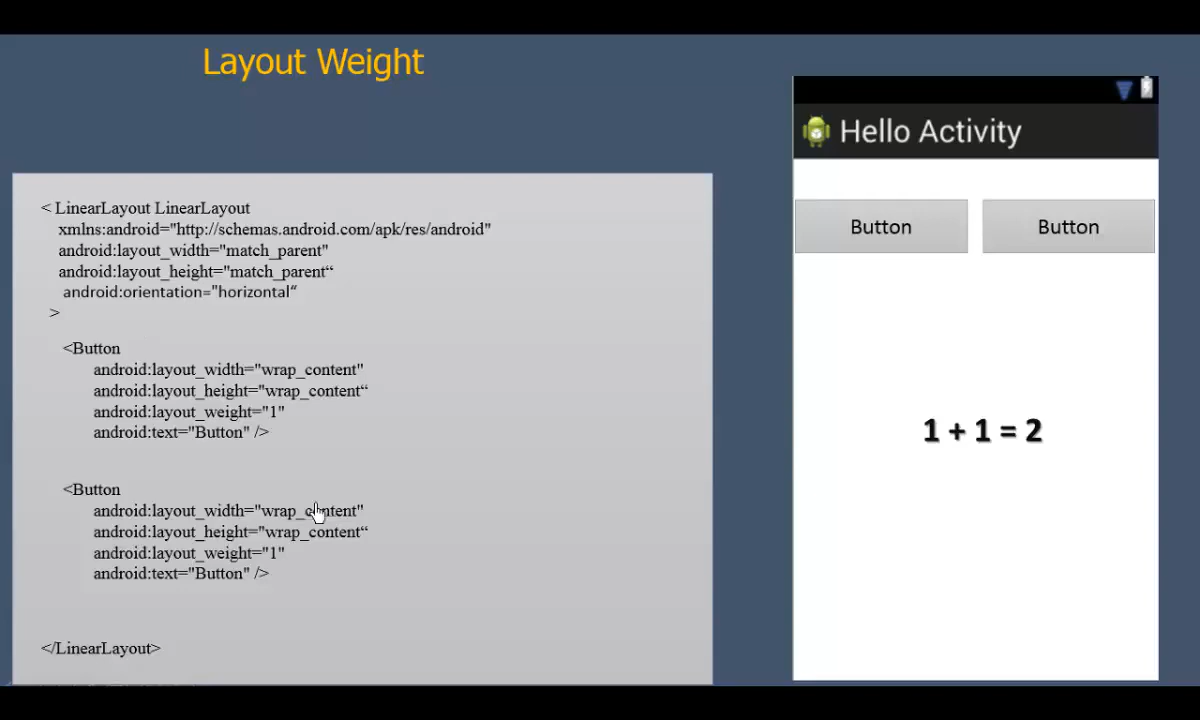 Layout Weight
< LinearLayout LinearLayout
xmlns:android="http://schemas.android.com/apk/res/android"
android:layout_width="match_parent"
android:layout_height="match_parent“
android:orientation="horizontal“
>
<Button
android:layout_width="wrap_content"
android:layout_height="wrap_content“
android:layout_weight="1"
android:text="Button" />
<Button
android:layout_width="wrap_content"
android:layout_height="wrap_content“
android:layout_weight="1"
android:text="Button" />
</LinearLayout>
Hello Activity
Button Button
1 + 1 = 2